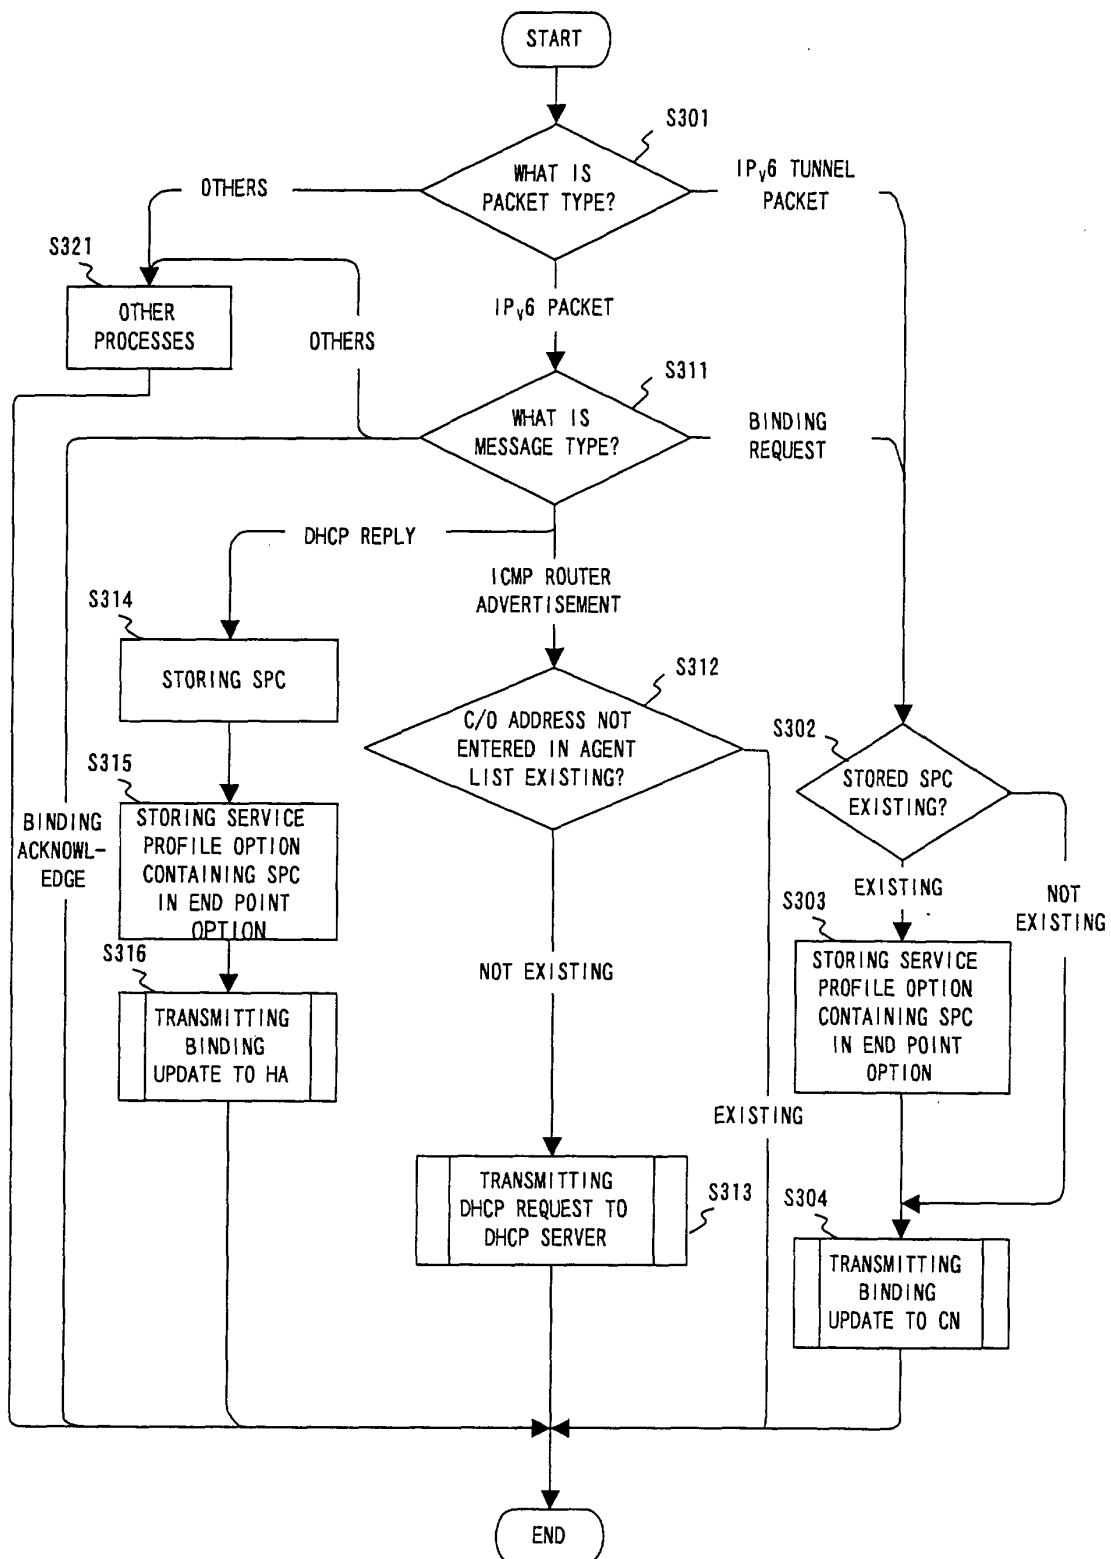 START
S301
WHAT IS
PACKET TYPE?
OTHERS
IPv6 TUNNEL
PACKET
S321
OTHER
PROCESSES
OTHERS
IPv6 PACKET
S311
WHAT IS
MESSAGE TYPE?
BINDING
REQUEST
DHCP REPLY
ICMP ROUTER
ADVERTISEMENT
S314
STORING SPC
S312
C/O ADDRESS NOT
ENTERED IN AGENT
LIST EXISTING?
S302
STORED SPC
EXISTING?
S315
STORING SERVICE
PROFILE OPTION
CONTAINING SPC
IN END POINT
OPTION
BINDING
ACKNOWL-
EDGE
EXISTING
NOT
EXISTING
S303
STORING SERVICE
PROFILE OPTION
CONTAINING SPC
IN END POINT
OPTION
S316
TRANSMITTING
BINDING
UPDATE TO HA
NOT EXISTING
EXISTING
TRANSMITTING
DHCP REQUEST TO
DHCP SERVER
S313
S304
TRANSMITTING
BINDING
UPDATE TO CN
END